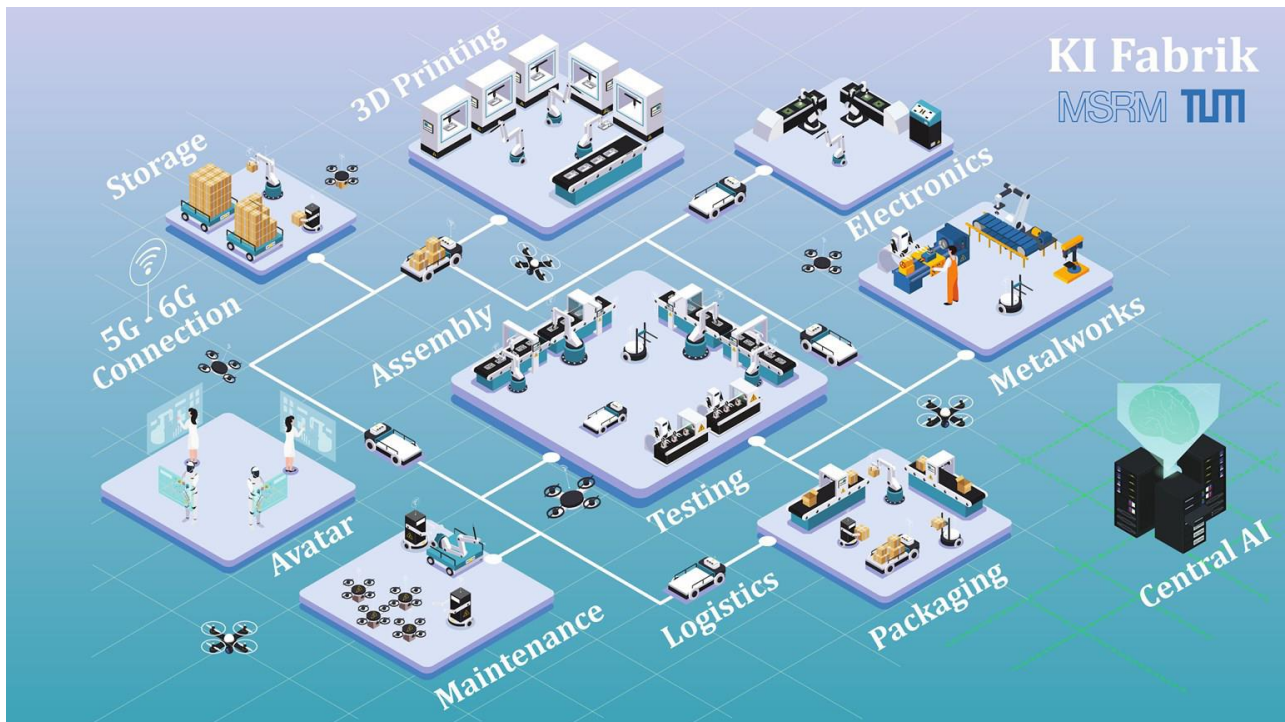 KI Fabrik
MSRM TUM
3D Printing
Storage
Electronics
5G - 6G
Connection
Assembly
Metalworks
Testing
Avatar
Central AI
Logistics
Packaging
Maintenance